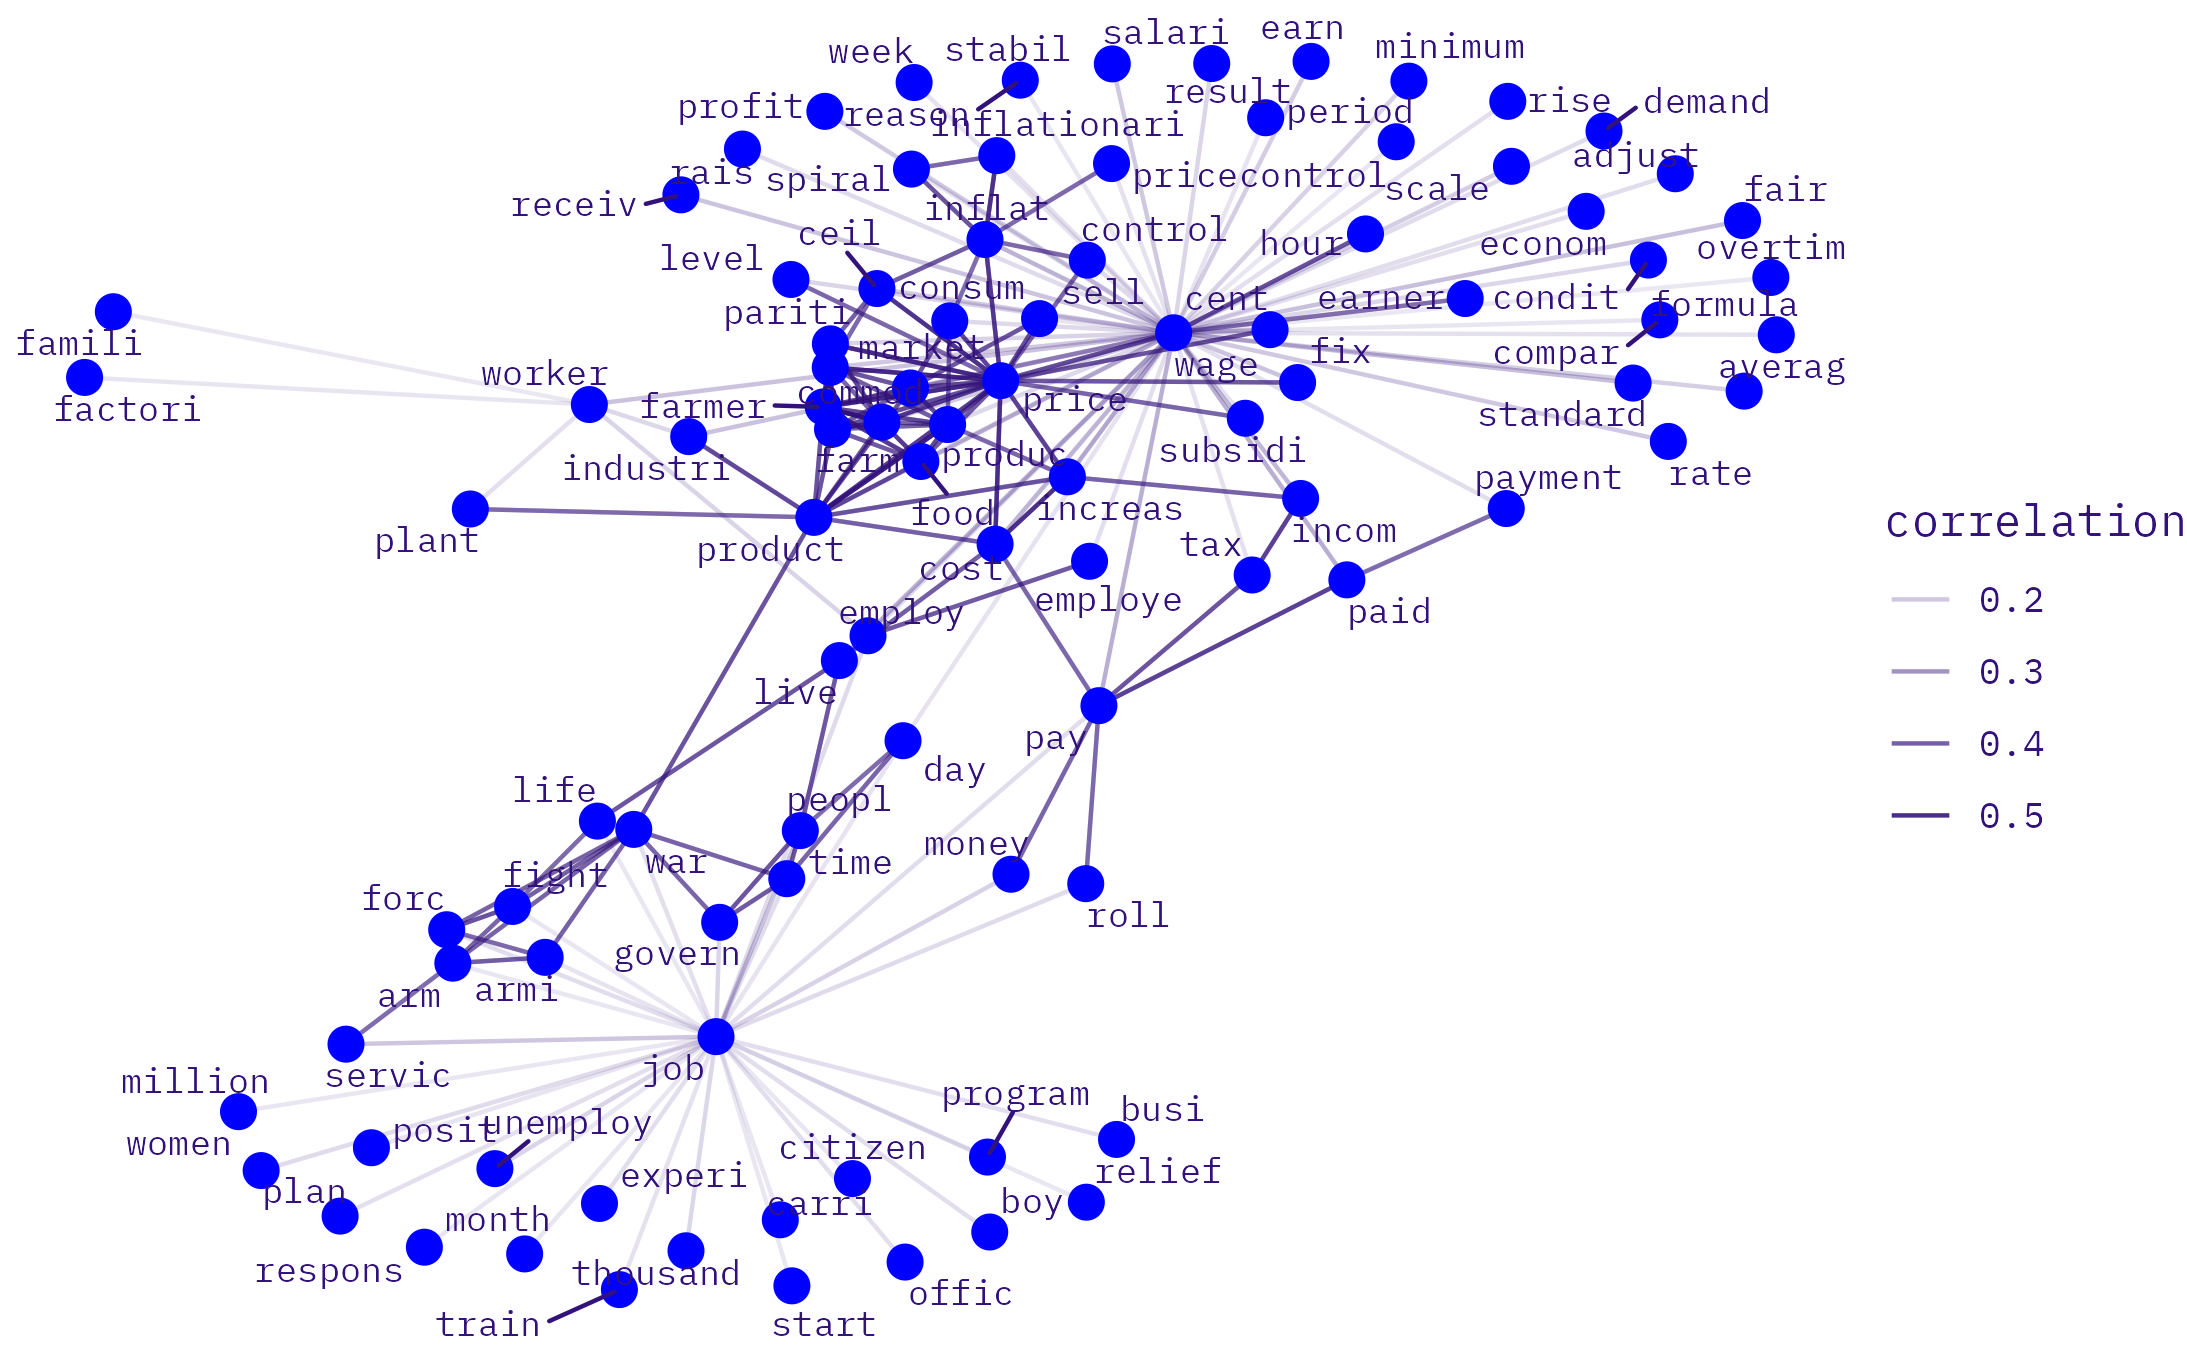 salari
earn
week
stabil
minimum
result
profit
reason
period
rise
demand
inflationari
rais
spiral
pricecontrol
adjust
scale
fair
receiv
inflat
ceil
control
hour
econom
overtim
level
consum
sell
cent
earner
condit
formula
pariti
famili
market
fix
compar
worker
wage
averag
farmer
commod
price
factori
standard
industri
farm
produc
subsidi
rate
payment
food
increas
correlation
plant
product
tax
incom
cost
employ
employe
paid
0.2
live
0.3
pay
day
0.4
life
peopl
0.5
money
war
time
fight
forc
roll
govern
arm
armi
job
servic
million
program
busi
women
posit
unemploy
citizen
experi
relief
plan
carri
boy
month
respons
thousand
offic
train
start